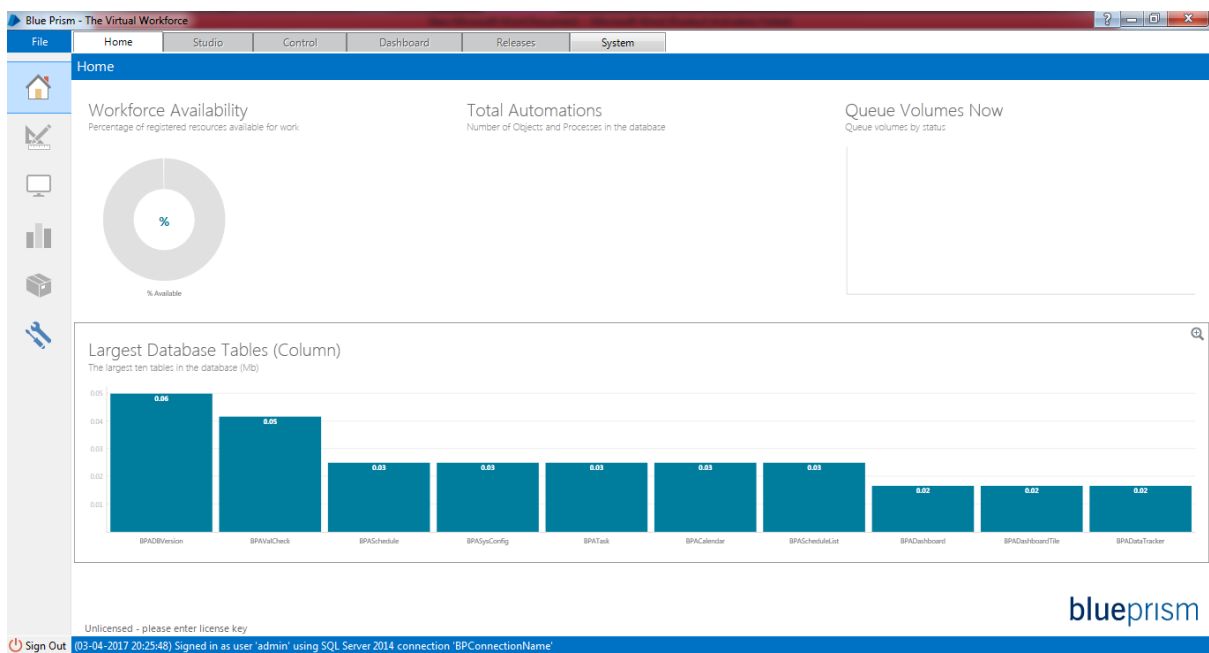 Blue Prism - The Virtual Workforce
File Home Studio Control Dashboard Releases System
Home
Workforce Availability
Percentage of registered resources available for work
%
% Available
Total Automations
Number of Objects and Processes in the database
Queue Volumes Now
Queue volumes by status
Largest Database Tables (Column)
The largest ten tables in the database (Mb)
0.05
0.04
0.03
0.02
0.01
0.06 0.05 0.03 0.03 0.03 0.03 0.03 0.02 0.02 0.02
BPADBVersion BPAValCheck BPASchedule BPASysConfig BPATask BPACalendar BPAScheduleList BPADashboard BPADashboardTile BPADataTracker
blueprism
Unlicensed - please enter license key
Sign Out (03-04-2017 20:25:48) Signed in as user 'admin' using SQL Server 2014 connection 'BPConnectionName'